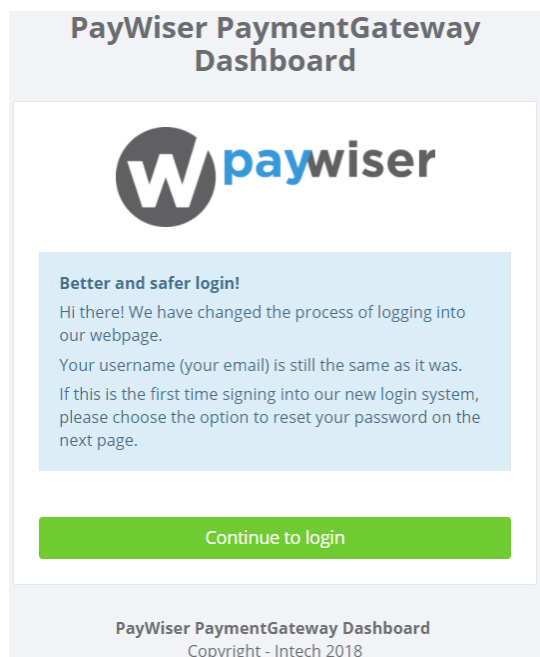 PayWiser PaymentGateway
Dashboard
W paywiser
Better and safer login!
Hi there! We have changed the process of logging into
our webpage.
Your username (your email) is still the same as it was.
If this is the first time signing into our new login system,
please choose the option to reset your password on the
next page.
Continue to login
PayWiser PaymentGateway Dashboard
Copyright - Intech 2018